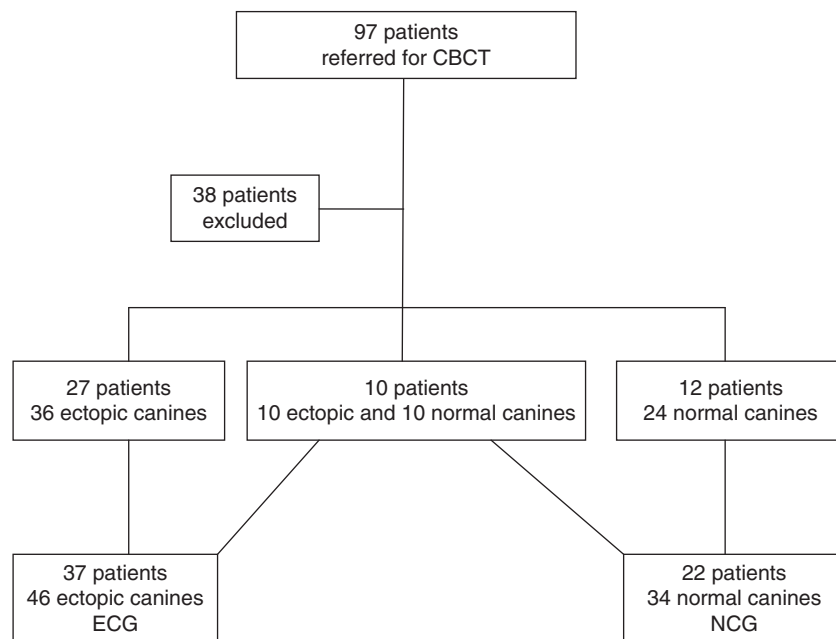 97 patients
referred for CBCT
38 patients
excluded
27 patients
36 ectopic canines
10 patients
10 ectopic and 10 normal canines
12 patients
24 normal canines
37 patients
46 ectopic canines
ECG
22 patients
34 normal canines
NCG